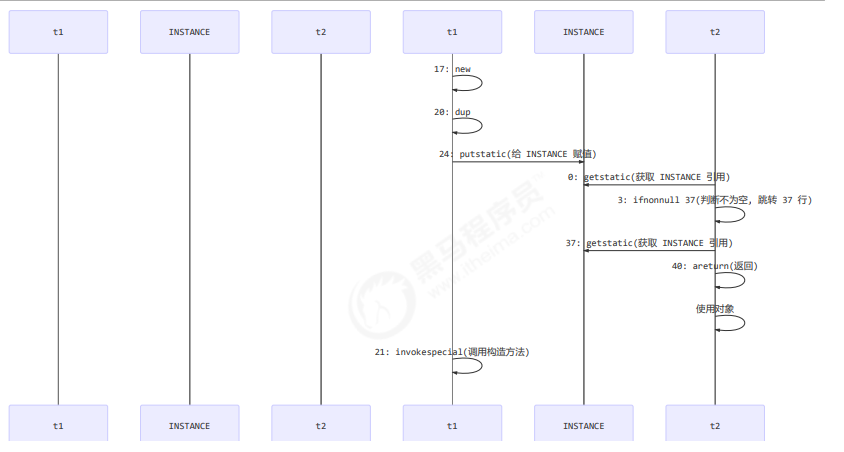 t1
INSTANCE
t2
t1
INSTANCE
t2
17: new
20: dup
24: putstatic(给 INSTANCE 赋值)
0: getstatic(获取 INSTANCE 引用)
3: ifnonnull 37(判断不为空, 跳转 37 行)
37: getstatic(获取 INSTANCE 引用)
40: areturn(返回)
使用对象
21: invokespecial(调用构造方法)
黑马程序员
www.itheima.com
t1
INSTANCE
t2
t1
INSTANCE
t2